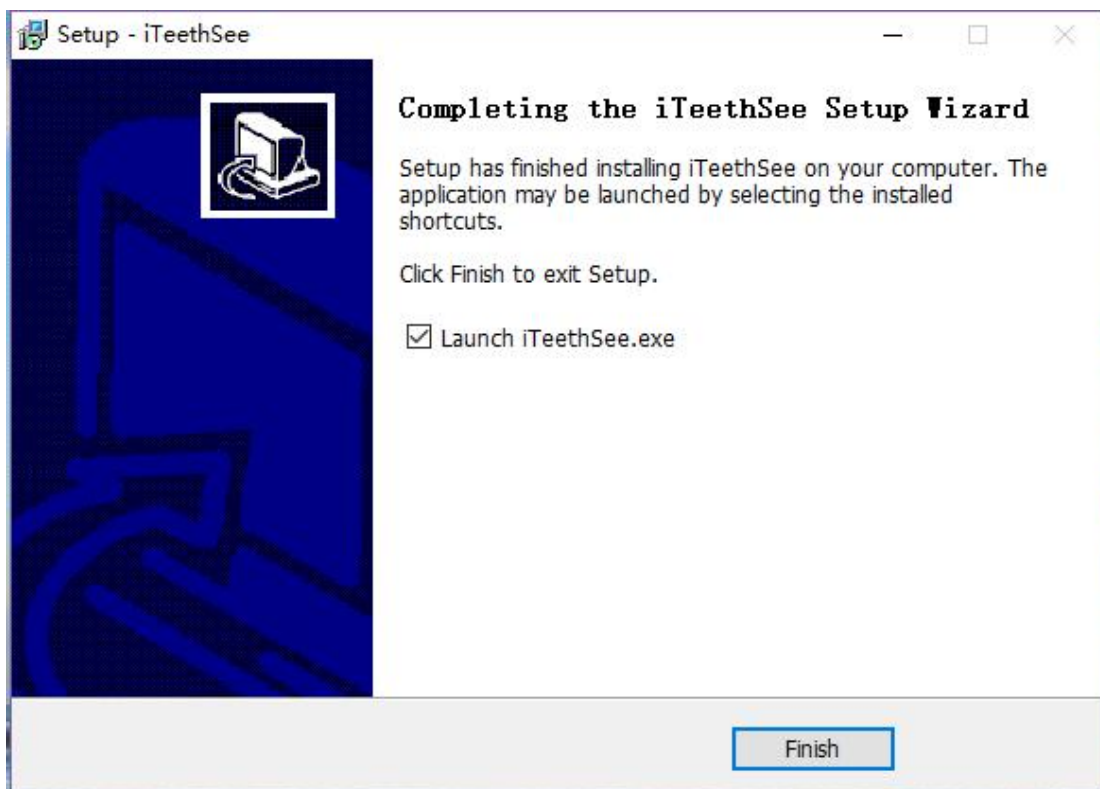 Setup - iTeethSee
Completing the iTeethSee Setup Wizard
Setup has finished installing iTeethSee on your computer. The
application may be launched by selecting the installed
shortcuts.
Click Finish to exit Setup.
Launch iTeethSee.exe
Finish